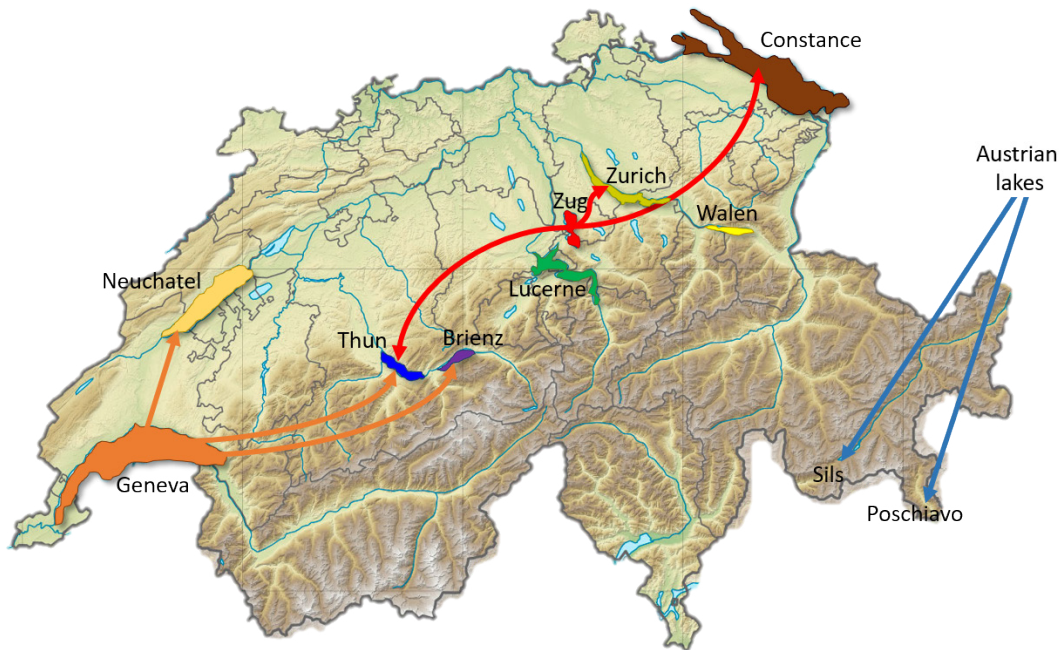 Constance
Austrian
lakes
Zurich
Zug
Walen
Neuchatel
Lucerne
Thun
Brienz
Geneva
Sils
Poschiavo